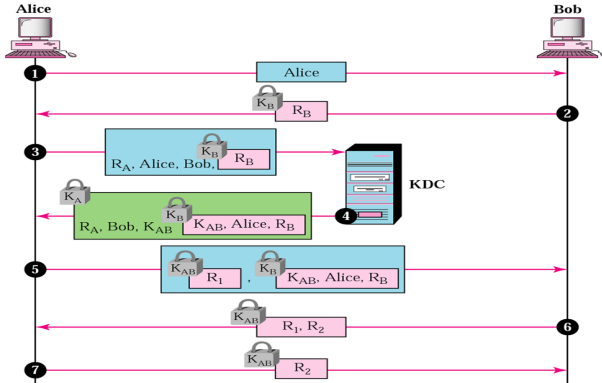 Alice Bob
1 Alice
K_B R_B 2
3 R_A, Alice, Bob, K_B R_B
KDC
K_A R_A, Bob, K_AB K_B K_AB, Alice, R_B 4
5 K_AB R_1 , K_B K_AB, Alice, R_B
K_AB R_1, R_2 6
7 K_AB R_2